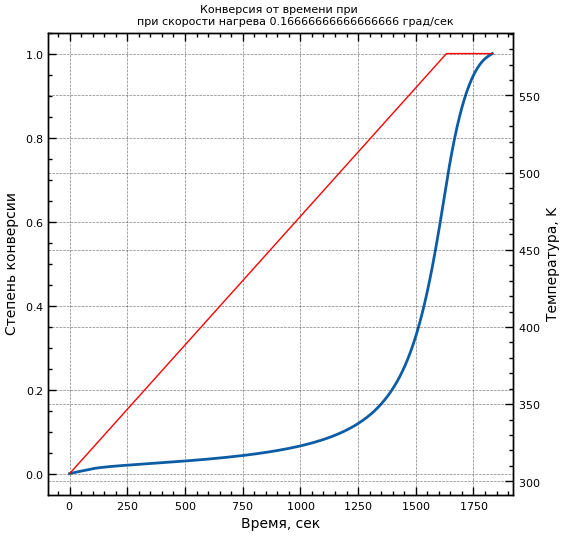 Конверсия от времени при
при скорости нагрева 0.16666666666666666 град/сек
Степень конверсии
1.0
0.8
0.6
0.4
0.2
0.0
550
500
450
400
350
300
Температура, К
0 250 500 750 1000 1250 1500 1750
Время, сек